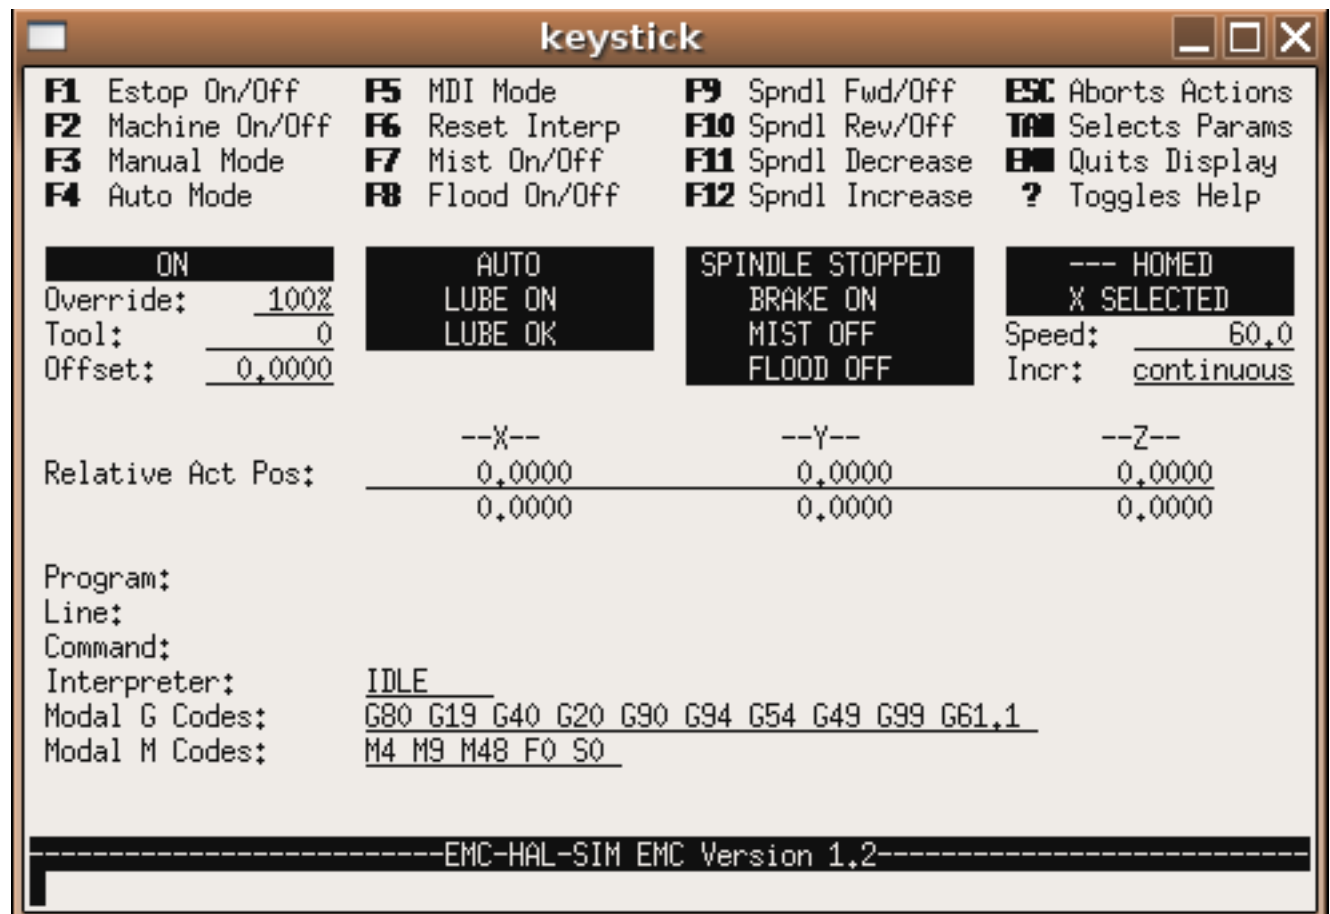 keystick
F1 Estop On/Off F5 MDI Mode F9 Spndl Fwd/Off ESC Aborts Actions
F2 Machine On/Off F6 Reset Interp F10 Spndl Rev/Off Selects Params
F3 Manual Mode F7 Mist On/Off F11 Spndl Decrease Quits Display
F4 Auto Mode F8 Flood On/Off F12 Spndl Increase ? Toggles Help
ON AUTO SPINDLE STOPPED --- HOMED
Override: 100% LUBE ON BRAKE ON X SELECTED
Tool: 0 LUBE OK MIST OFF Speed: 60.0
Offset: 0.0000 FLOOD OFF Incr: continuous
--X-- --Y-- --Z--
Relative Act Pos: 0.0000 0.0000 0.0000
0.0000 0.0000 0.0000
Program:
Line:
Command:
Interpreter: IDLE
Modal G Codes: G80 G19 G40 G20 G90 G94 G54 G49 G99 G61.1
Modal M Codes: M4 M9 M48 F0 S0
--------------------------EMC-HAL-SIM EMC Version 1.2---------------------------